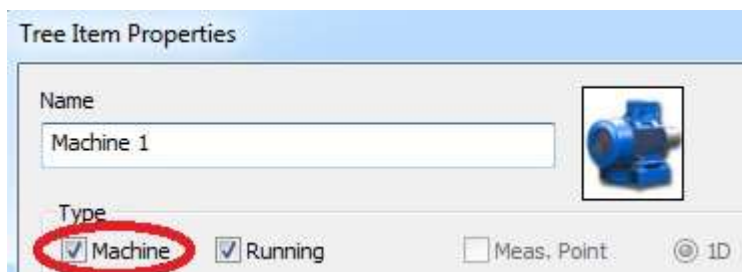 Tree Item Properties
Name
Machine 1
Type
Machine Running Meas. Point 1D